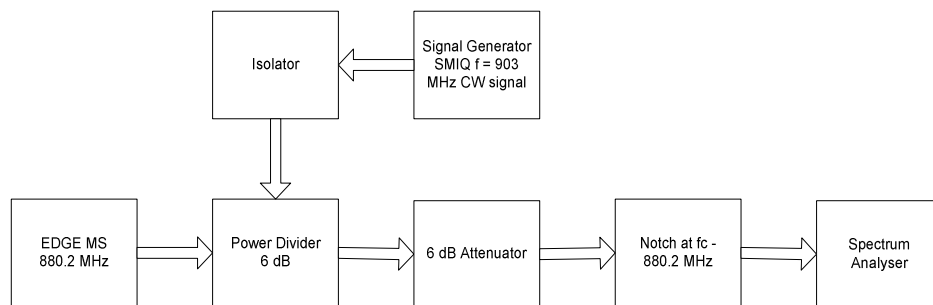 Isolator
Signal Generator
SMIQ f = 903
MHz CW signal
EDGE MS
880.2 MHz
Power Divider
6 dB
6 dB Attenuator
Notch at fc -
880.2 MHz
Spectrum
Analyser